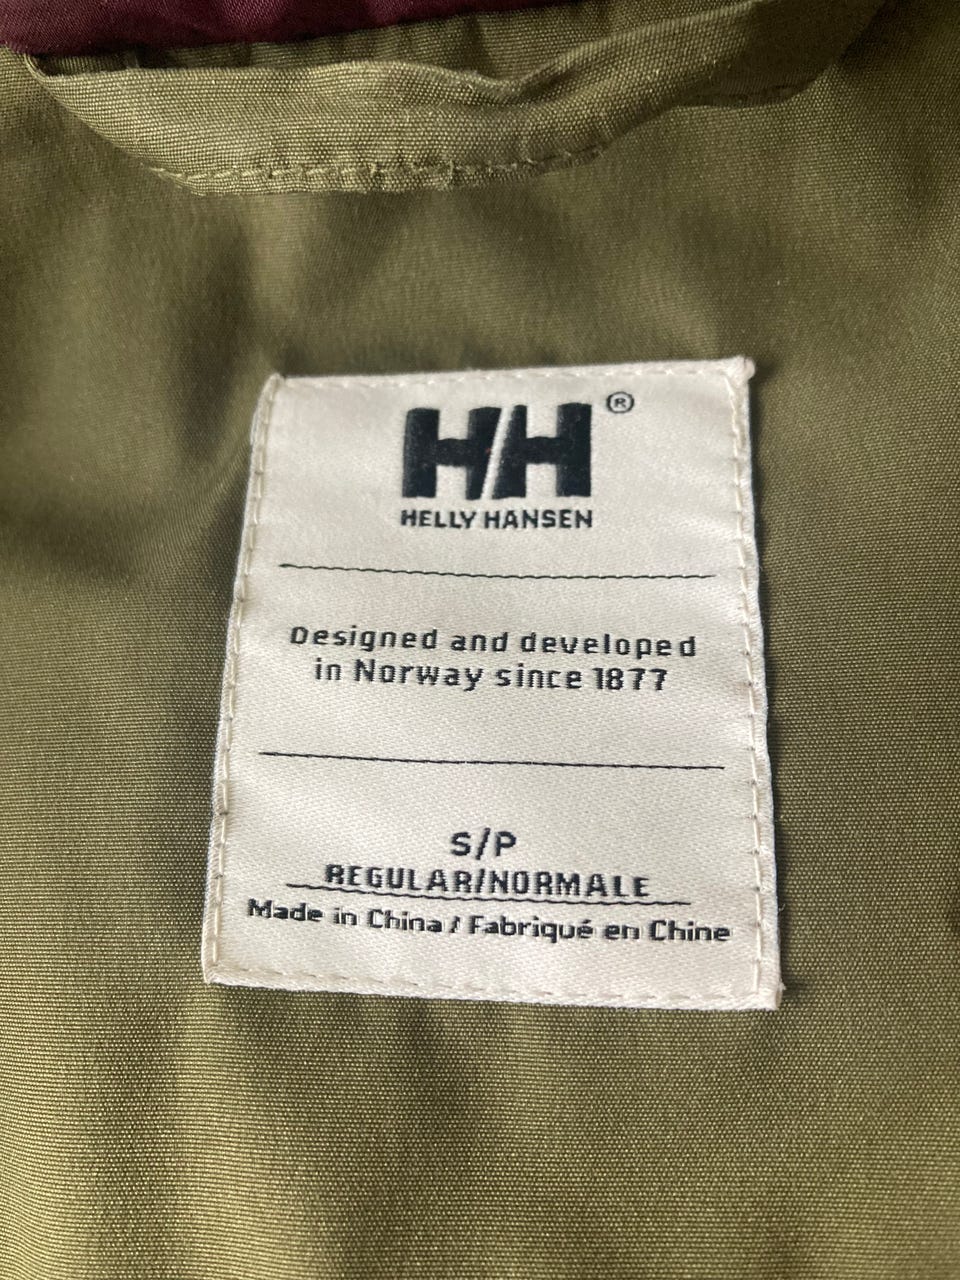 HH®
HELLY HANSEN
Designed and developed
in Norway since 1877
S/P
REGULAR/NORMALE
Made in China / Fabriqué en Chine